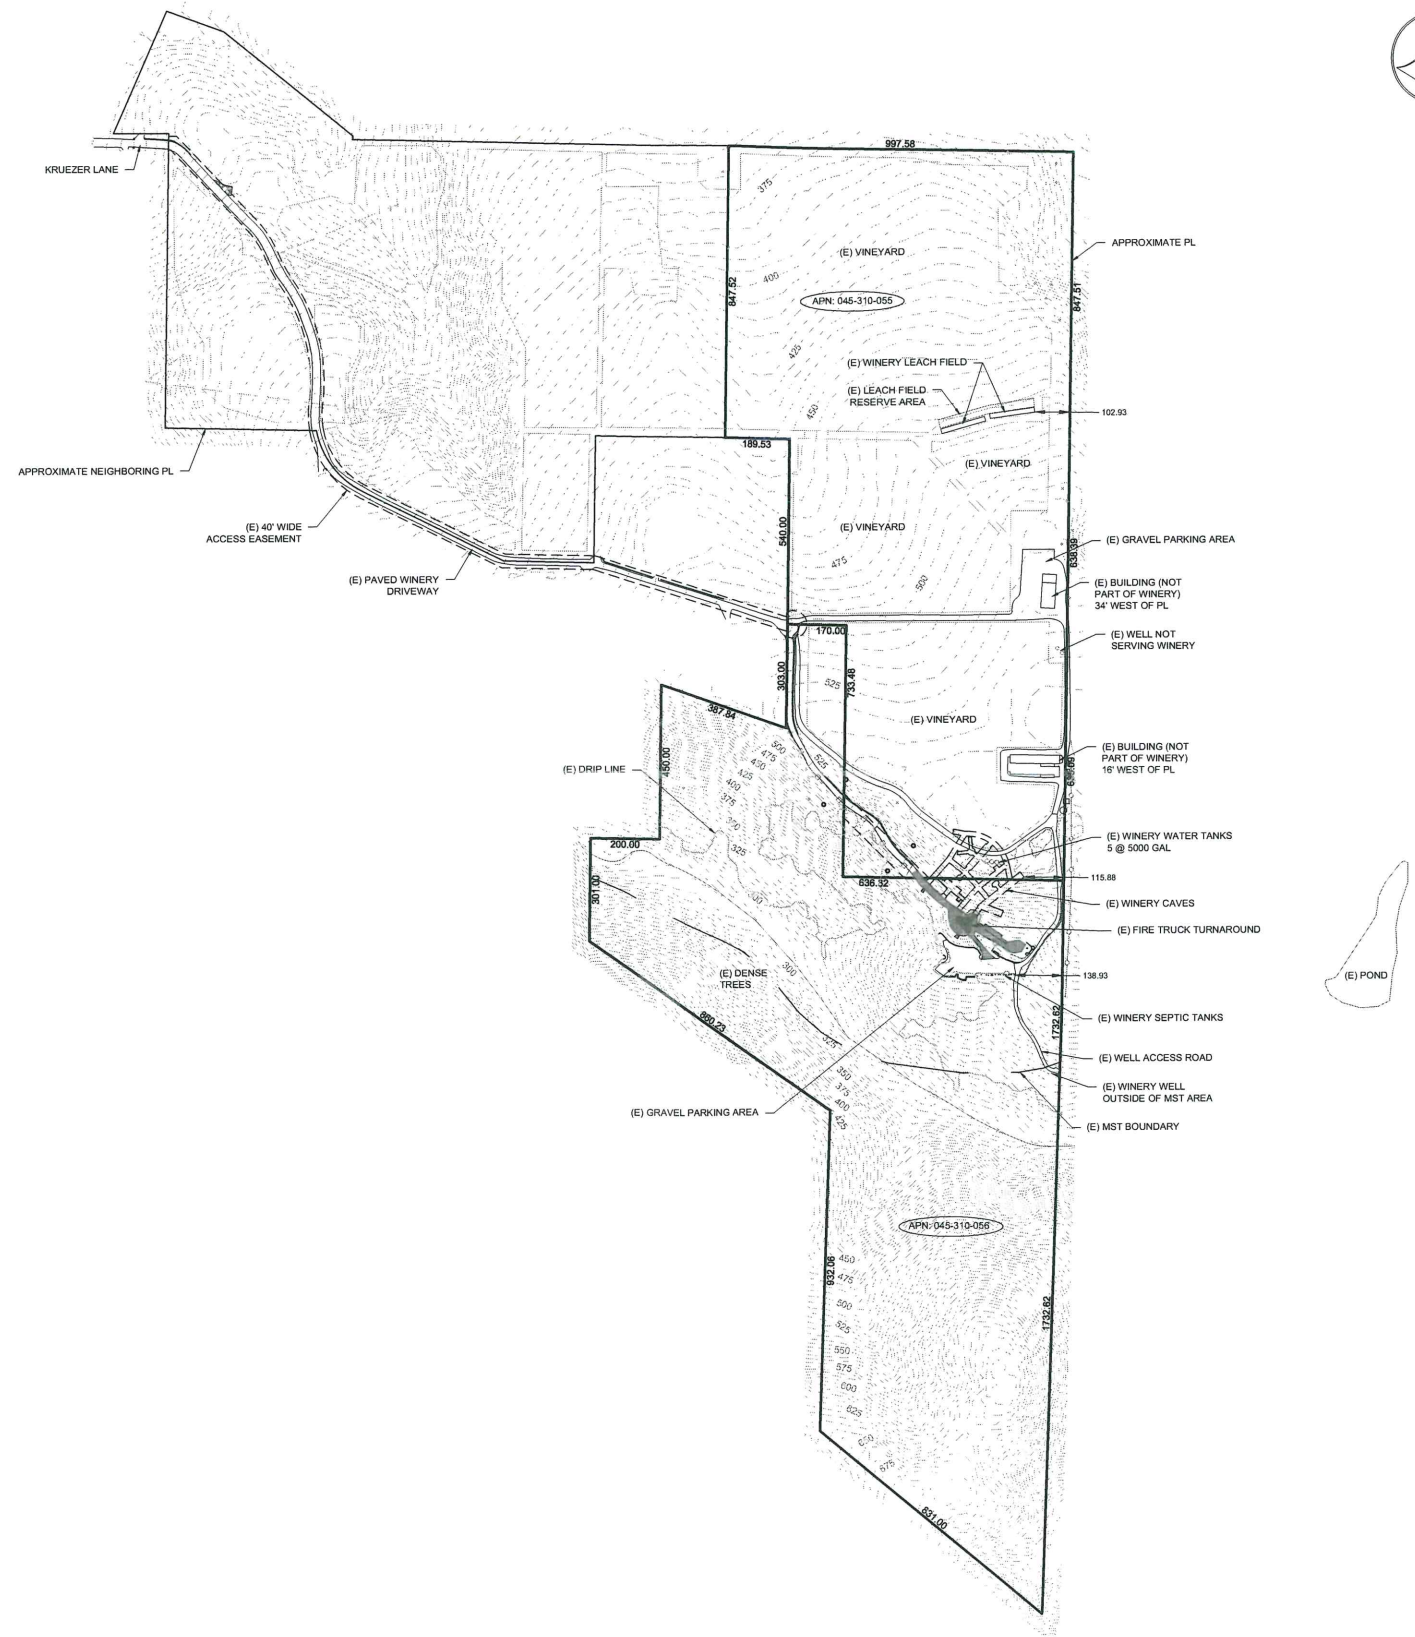 997.58
KRUEZER LANE
375
APPROXIMATE PL
(E) VINEYARD
400
847.52
APN: 045-310-055
847.51
425
(E) WINERY LEACH FIELD
(E) LEACH FIELD
RESERVE AREA
450
102.93
189.53
APPROXIMATE NEIGHBORING PL
(E) VINEYARD
(E) 40' WIDE
ACCESS EASEMENT
540.00
(E) VINEYARD
638.39
(E) GRAVEL PARKING AREA
475
500
(E) PAVED WINERY
DRIVEWAY
(E) BUILDING (NOT
PART OF WINERY)
34' WEST OF PL
170.00
(E) WELL NOT
SERVING WINERY
303.00
525
733.48
387.84
(E) VINEYARD
500
475
450
425
400
375
325
525
450.00
(E) DRIP LINE
(E) BUILDING (NOT
PART OF WINERY)
16' WEST OF PL
(E) WINERY WATER TANKS
5 @ 5000 GAL
200.00
301.00
636.32
115.88
(E) WINERY CAVES
(E) FIRE TRUCK TURNAROUND
300
(E) DENSE
TREES
138.93
(E) POND
880.23
(E) WINERY SEPTIC TANKS
1732.62
325
(E) WELL ACCESS ROAD
350
375
400
425
(E) WINERY WELL
OUTSIDE OF MST AREA
(E) GRAVEL PARKING AREA
(E) MST BOUNDARY
APN: 045-310-056
450
475
932.06
500
525
550
575
600
625
650
675
1732.62
831.00